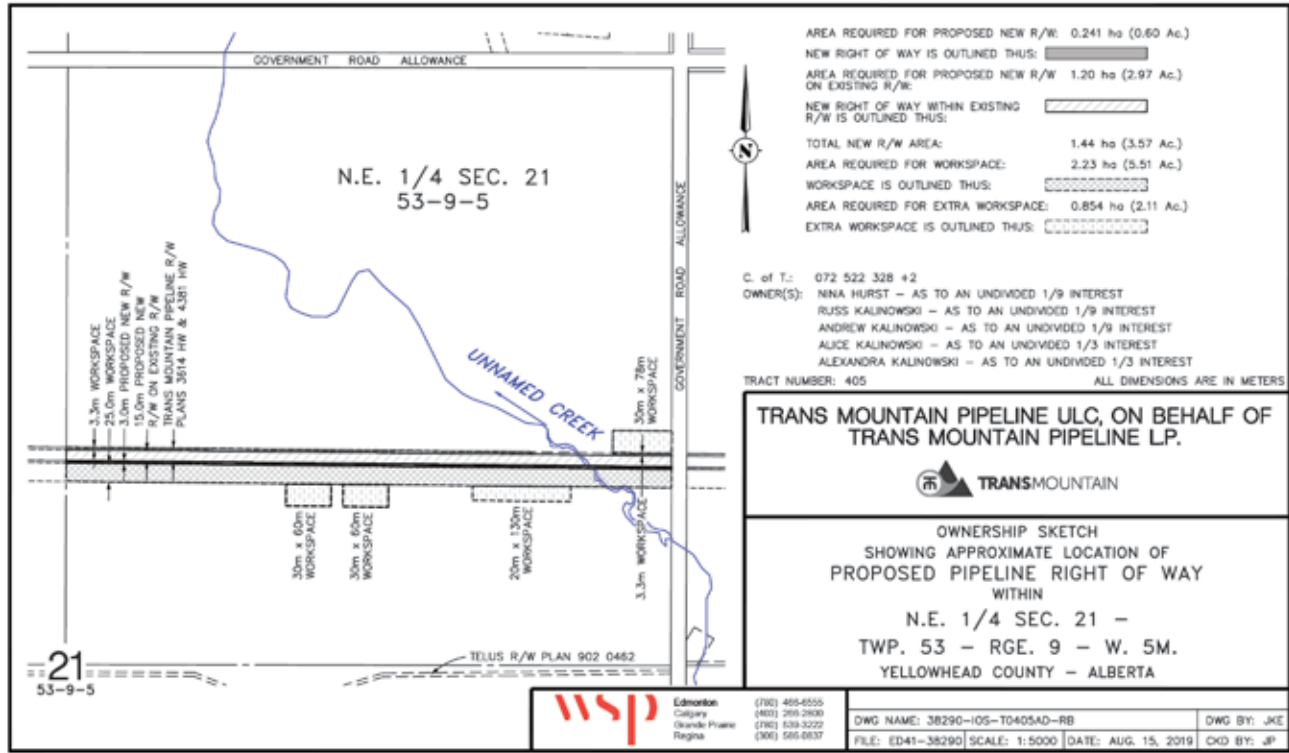 GOVERNMENT ROAD ALLOWANCE
N.E. 1/4 SEC. 21
53-9-5
GOVERNMENT ROAD ALLOWANCE
3.3m WORKSPACE
25.0m WORKSPACE
3.0m PROPOSED NEW R/W
15.0m PROPOSED NEW
R/W ON EXISTING R/W
TRANS MOUNTAIN PIPELINE R/W
PLANS 3614 HW & 4381 HW
UNNAMED CREEK
30m x 78m
WORKSPACE
30m x 60m
WORKSPACE
30m x 60m
WORKSPACE
20m x 130m
WORKSPACE
3.3m WORKSPACE
TELUS R/W PLAN 902 0462
21
53-9-5
AREA REQUIRED FOR PROPOSED NEW R/W: 0.241 ha (0.60 Ac.)
NEW RIGHT OF WAY IS OUTLINED THUS:
AREA REQUIRED FOR PROPOSED NEW R/W 1.20 ha (2.97 Ac.)
ON EXISTING R/W:
NEW RIGHT OF WAY WITHIN EXISTING
R/W IS OUTLINED THUS:
TOTAL NEW R/W AREA: 1.44 ha (3.57 Ac.)
AREA REQUIRED FOR WORKSPACE: 2.23 ha (5.51 Ac.)
WORKSPACE IS OUTLINED THUS:
AREA REQUIRED FOR EXTRA WORKSPACE: 0.854 ha (2.11 Ac.)
EXTRA WORKSPACE IS OUTLINED THUS:
N
C. of T.: 072 522 328 +2
OWNER(S): NINA HURST – AS TO AN UNDIVIDED 1/9 INTEREST
RUSS KALINOWSKI – AS TO AN UNDIVIDED 1/9 INTEREST
ANDREW KALINOWSKI – AS TO AN UNDIVIDED 1/9 INTEREST
ALICE KALINOWSKI – AS TO AN UNDIVIDED 1/3 INTEREST
ALEXANDRA KALINOWSKI – AS TO AN UNDIVIDED 1/3 INTEREST
TRACT NUMBER: 405 ALL DIMENSIONS ARE IN METERS
TRANS MOUNTAIN PIPELINE ULC, ON BEHALF OF
TRANS MOUNTAIN PIPELINE LP.
TRANSMOUNTAIN
OWNERSHIP SKETCH
SHOWING APPROXIMATE LOCATION OF
PROPOSED PIPELINE RIGHT OF WAY
WITHIN
N.E. 1/4 SEC. 21 –
TWP. 53 – RGE. 9 – W. 5M.
YELLOWHEAD COUNTY – ALBERTA
wsp
Edmonton (780) 466-6555
Calgary
Grande Prairie (780) 539-3222
Regina
DWG NAME: 38290-IOS-T0405AD-RB DWG BY: JKE
FILE: ED41-38290 SCALE: 1:5000 DATE: AUG. 15, 2019 CKD BY: JP